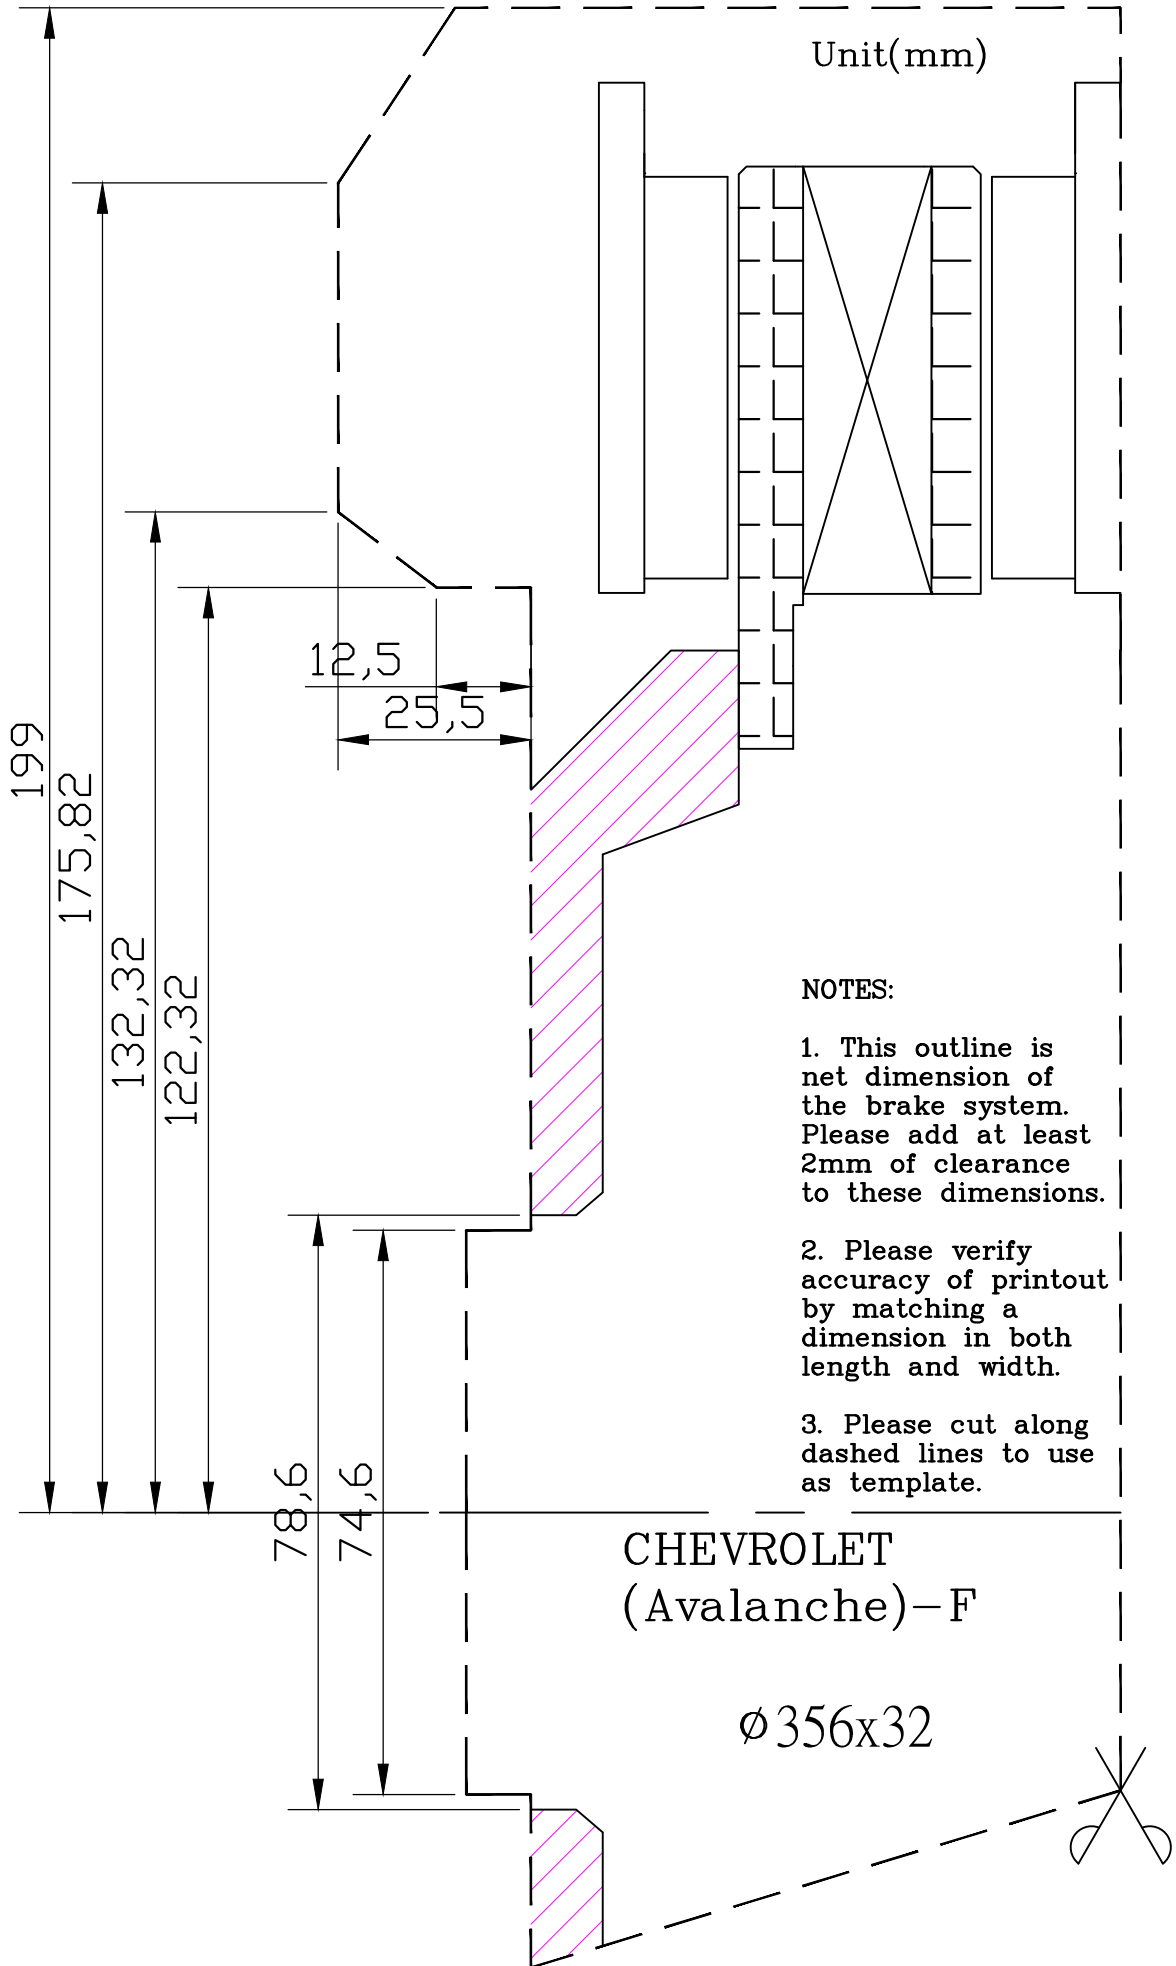 Unit(mm)
12,5
25,5
199
175,82
132,32
122,32
NOTES:
1. This outline is
net dimension of
the brake system.
Please add at least
2mm of clearance
to these dimensions.
2. Please verify
accuracy of printout
by matching a
dimension in both
length and width.
3. Please cut along
dashed lines to use
as template.
78,6
74,6
CHEVROLET
(Avalanche)-F
Ø356x32